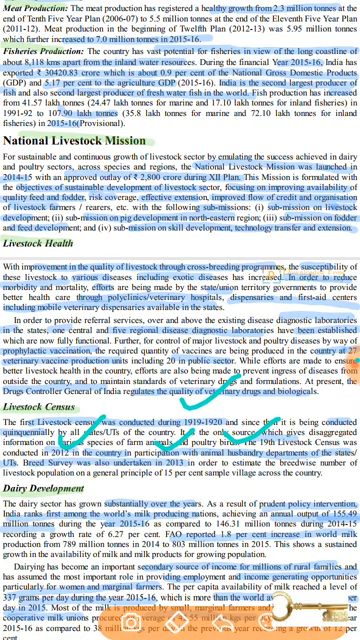 Meat Production: The meat production has registered a healthy growth from 2.3 million tonnes at the
end of Tenth Five Year Plan (2006-07) to 5.5 million tonnes at the end of the Eleventh Five Year Plan
(2011-12). Meat production in the beginning of Twelfth Plan (2012-13) was 5.95 million tonnes
which further increased to 7.0 million tonnes in 2015-16.
Fisheries Production: The country has vast potential for fisheries in view of the long coastline of
about 8,118 kms apart from the inland water resources. During the financial Year 2015-16, India has
exported ₹ 30420.83 crore which is about 0.9 per cent of the National Gross Domestic Products
(GDP) and 5.17 per cent to the agriculture GDP (2015-16). India is the second largest producer of
fish and also second largest producer of fresh water fish in the world. Fish production has increased
from 41.57 lakh tonnes (24.47 lakh tonnes for marine and 17.10 lakh tonnes for inland fisheries) in
1991-92 to 107.90 lakh tonnes (35.8 lakh tonnes for marine and 72.10 lakh tonnes for inland
fisheries) in 2015-16(Provisional).
National Livestock Mission
For sustainable and continuous growth of livestock sector by emulating the success achieved in dairy
and poultry sectors, across species and regions, the National Livestock Mission was launched in
2014-15 with an approved outlay of ₹ 2,800 crore during XII Plan. This Mission is formulated with
the objectives of sustainable development of livestock sector, focusing on improving availability of
quality feed and fodder, risk coverage, effective extension, improved flow of credit and organisation
of livestock farmers / rearers, etc. with the following sub-missions: (i) sub-mission on livestock
development; (ii) sub-mission on pig development in north-eastern region; (iii) sub-mission on fodder
and feed development; and (iv) sub-mission on skill development, technology transfer and extension.
Livestock Health
With improvement in the quality of livestock through cross-breeding programmes, the susceptibility of
these livestock to various diseases including exotic diseases has increased. In order to reduce
morbidity and mortality, efforts are being made by the state/union territory governments to provide
better health care through polyclinics/veterinary hospitals, dispensaries and first-aid centers
including mobile veterinary dispensaries available in the states.
In order to provide referral services, over and above the existing disease diagnostic laboratories
in the states, one central and five regional disease diagnostic laboratories have been established
which are now fully functional. Further, for control of major livestock and poultry diseases by way of
prophylactic vaccination, the required quantity of vaccines are being produced in the country at 27
veterinary vaccine production units including 20 in public sector. While efforts are made to ensure
better livestock health in the country, efforts are also being made to prevent ingress of diseases from
outside the country, and to maintain standards of veterinary drugs and formulations. At present, the
Drugs Controller General of India regulates the quality of veterinary drugs and biologicals.
Livestock Census
The first Livestock census was conducted during 1919-1920 and since then it is being conducted
quinquennially by all states/UTs of the country. It is the only source which gives disaggregated
information on species of farm animal and poultry birds. The 19th Livestock Census was
conducted in 2012 in the country in participation with animal husbandry departments of the states/
UTs. Breed Survey was also undertaken in 2013 in order to estimate the breedwise number of
livestock population on a general principle of 15 per cent sample village across the country.
Dairy Development
The dairy sector has grown substantially over the years. As a result of prudent policy intervention,
India ranks first among the world's milk producing nations, achieving an annual output of 155.49
million tonnes during the year 2015-16 as compared to 146.31 million tonnes during 2014-15
recording a growth rate of 6.27 per cent. FAO reported 1.8 per cent increase in world milk
production from 789 million tonnes in 2014 to 803 million tonnes in 2015. This shows a sustained
growth in the availability of milk and milk products for growing population.
Dairying has become an important secondary source of income for millions of rural families and
has assumed the most important role in providing employment and income generating opportunities
particularly for women and marginal farmers. The per capita availability of milk reached a level of
337 grams per day during the year 2015-16, which is more than the world
day in 2015. Most of the milk is produced by small, marginal farmers and
cooperative milk unions
2015-16 as compared to 38
cent.